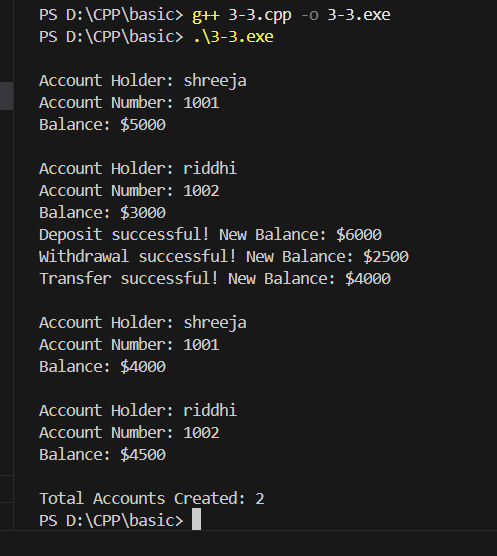 PS D:\CPP\basic> g++ 3-3.cpp -o 3-3.exe
PS D:\CPP\basic> .\3-3.exe
Account Holder: shreeja
Account Number: 1001
Balance: $5000
Account Holder: riddhi
Account Number: 1002
Balance: $3000
Deposit successful! New Balance: $6000
Withdrawal successful! New Balance: $2500
Transfer successful! New Balance: $4000
Account Holder: shreeja
Account Number: 1001
Balance: $4000
Account Holder: riddhi
Account Number: 1002
Balance: $4500
Total Accounts Created: 2
PS D:\CPP\basic>